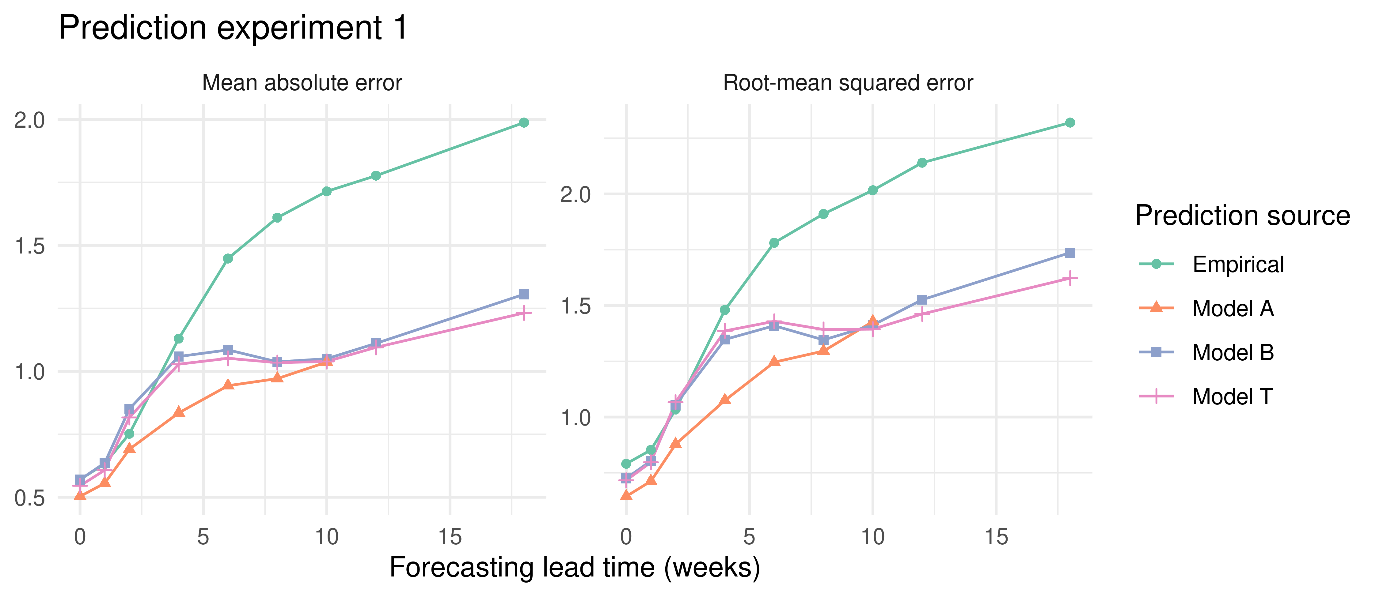 Prediction experiment 1
Mean absolute error
Root-mean squared error
2.0
1.5
1.0
0.5
0 5 10 15
2.0
1.5
1.0
0 5 10 15
Forecasting lead time (weeks)
Prediction source
Empirical
Model A
Model B
Model T